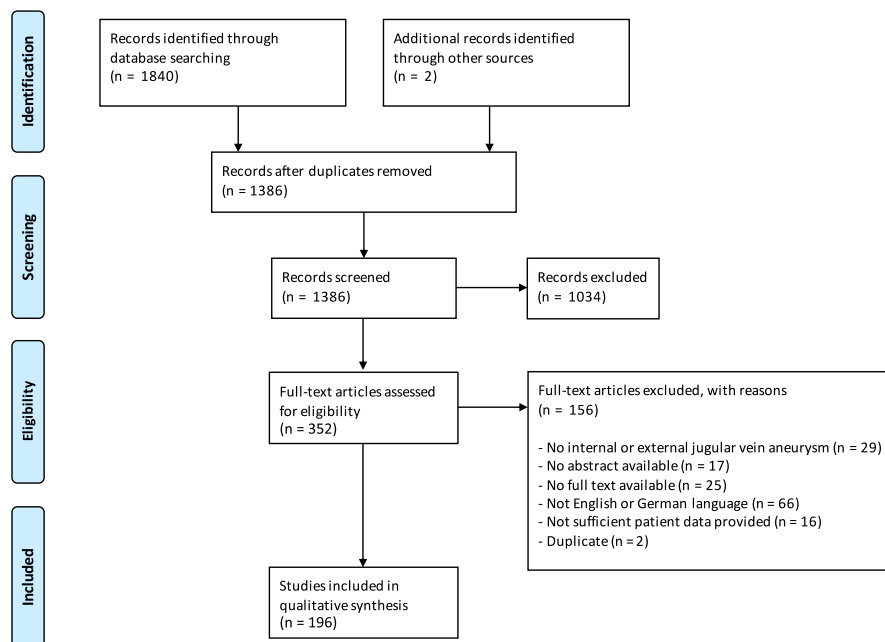 Identification
Records identified through
database searching
(n = 1840)
Additional records identified
through other sources
(n = 2)
Records after duplicates removed
(n = 1386)
Screening
Records screened
(n = 1386)
Records excluded
(n = 1034)
Eligibility
Full-text articles assessed
for eligibility
(n = 352)
Full-text articles excluded, with reasons
(n = 156)
- No internal or external jugular vein aneurysm (n = 29)
- No abstract available (n = 17)
- No full text available (n = 25)
- Not English or German language (n = 66)
- Not sufficient patient data provided (n = 16)
- Duplicate (n = 2)
Included
Studies included in
qualitative synthesis
(n = 196)